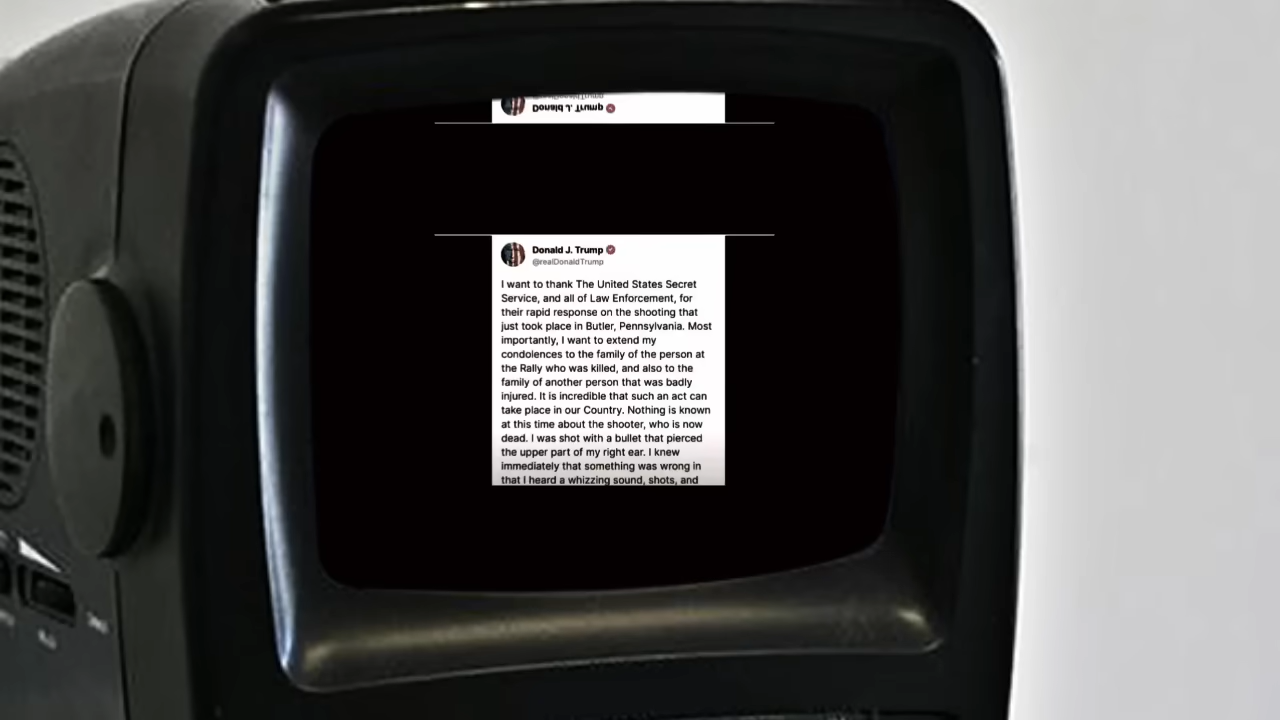 Donald J. Trump
Donald J. Trump
@realDonaldTrump
I want to thank The United States Secret
Service, and all of Law Enforcement, for
their rapid response on the shooting that
just took place in Butler, Pennsylvania. Most
importantly, I want to extend my
condolences to the family of the person at
the Rally who was killed, and also to the
family of another person that was badly
injured. It is incredible that such an act can
take place in our Country. Nothing is known
at this time about the shooter, who is now
dead. I was shot with a bullet that pierced
the upper part of my right ear. I knew
immediately that something was wrong in
that I heard a whizzing sound, shots, and